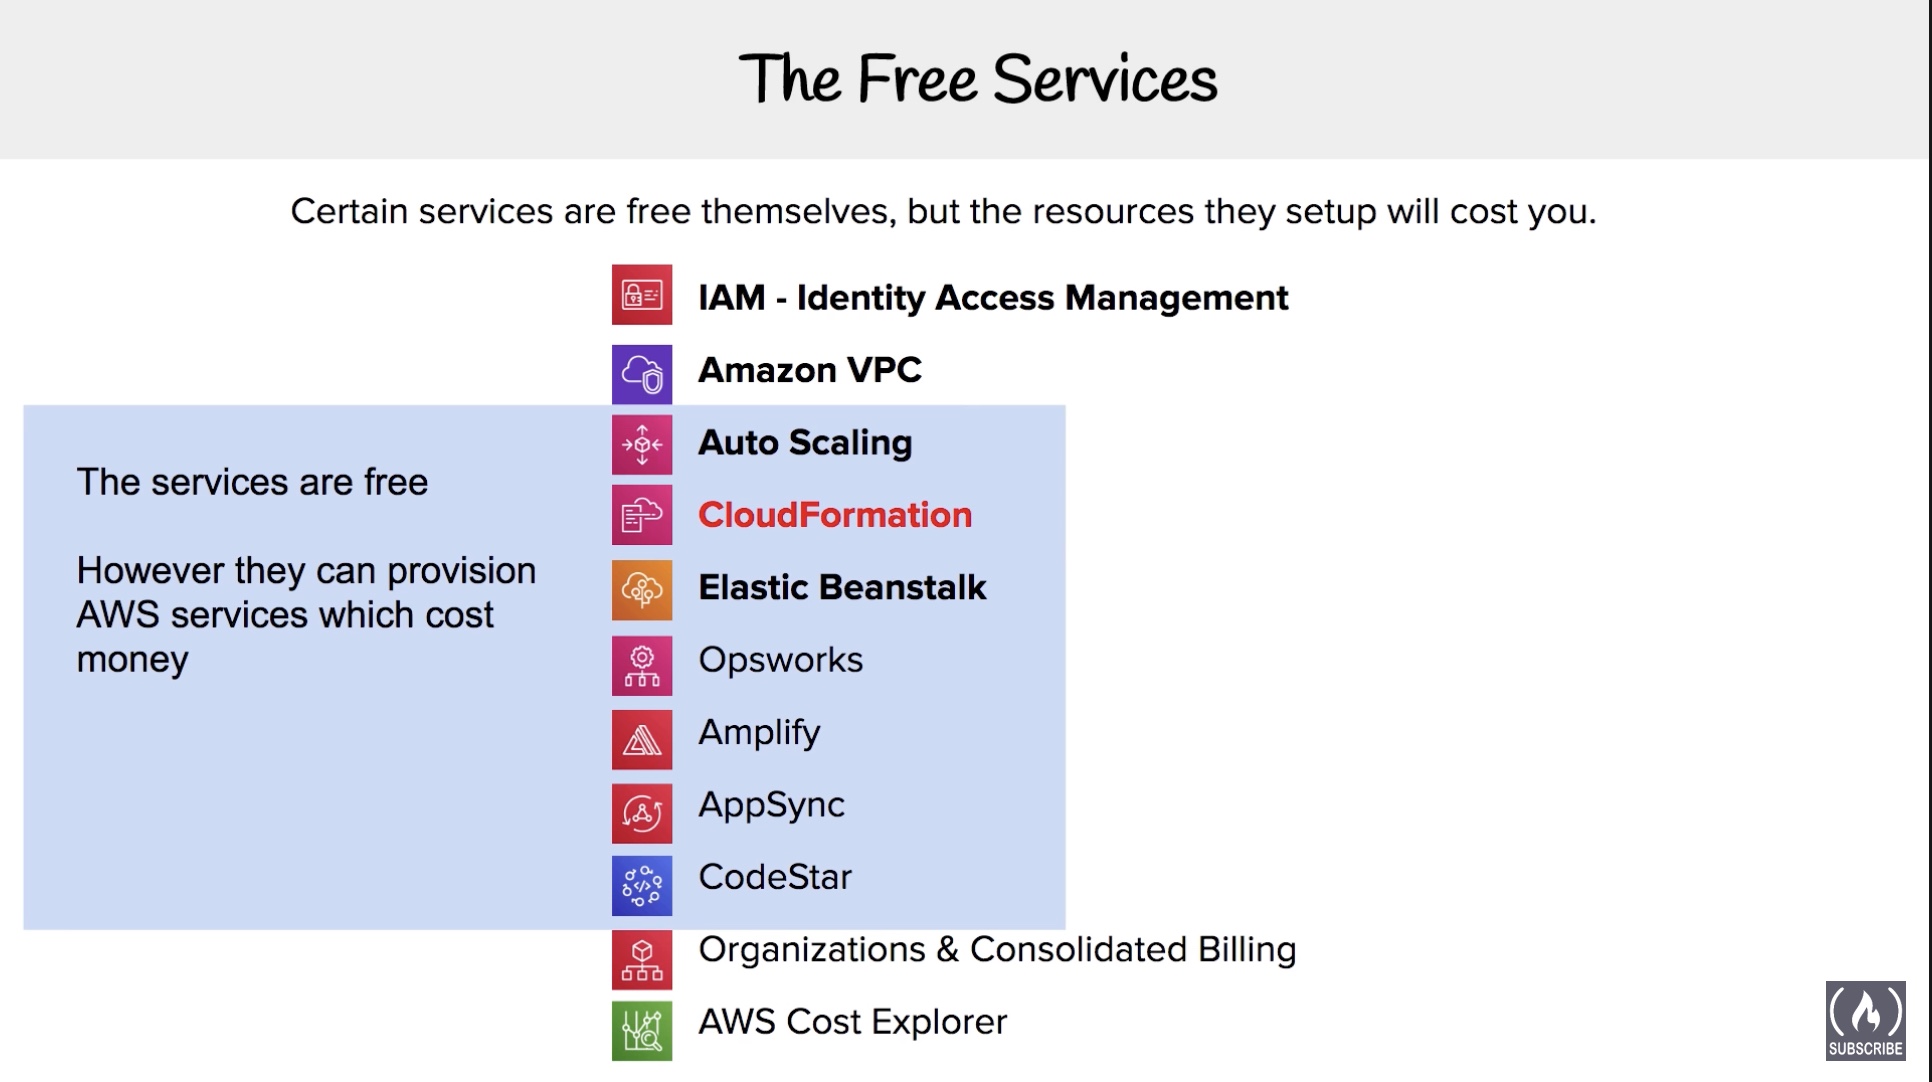 The Free Services
Certain services are free themselves, but the resources they setup will cost you.
IAM - Identity Access Management
Amazon VPC
Auto Scaling
CloudFormation
Elastic Beanstalk
Opsworks
Amplify
AppSync
CodeStar
Organizations & Consolidated Billing
AWS Cost Explorer
The services are free
However they can provision
AWS services which cost
money
SUBSCRIBE